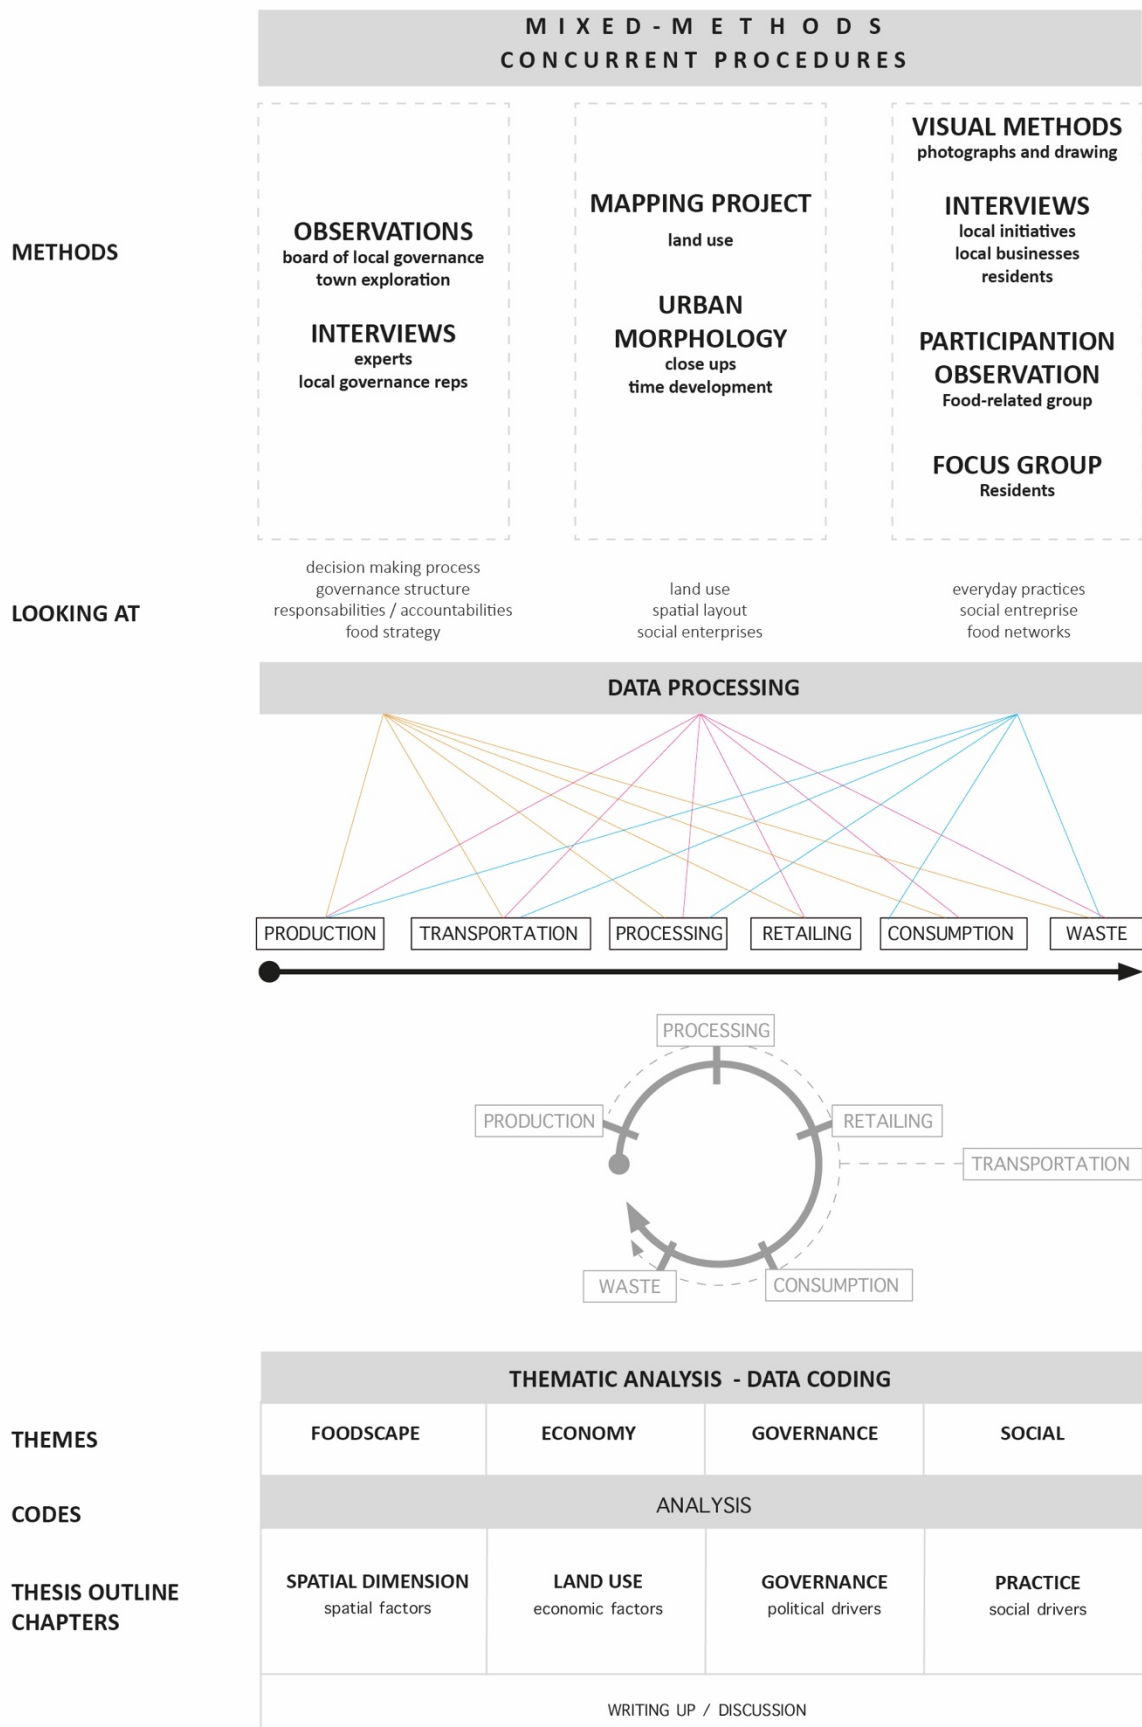 MIXED-METHODS
CONCURRENT PROCEDURES
METHODS
OBSERVATIONS
board of local governance
town exploration
INTERVIEWS
experts
local governance reps
MAPPING PROJECT
land use
URBAN
MORPHOLOGY
close ups
time development
VISUAL METHODS
photographs and drawing
INTERVIEWS
local initiatives
local businesses
residents
PARTICIPANTION
OBSERVATION
Food-related group
FOCUS GROUP
Residents
LOOKING AT
decision making process
governance structure
responsabilities / accountabilities
food strategy
land use
spatial layout
social enterprises
everyday practices
social entreprise
food networks
DATA PROCESSING
PRODUCTION
TRANSPORTATION
PROCESSING
RETAILING
CONSUMPTION
WASTE
PROCESSING
PRODUCTION
RETAILING
TRANSPORTATION
WASTE
CONSUMPTION
THEMATIC ANALYSIS - DATA CODING
THEMES
FOODSCAPE
ECONOMY
GOVERNANCE
SOCIAL
CODES
ANALYSIS
THESIS OUTLINE
CHAPTERS
SPATIAL DIMENSION
spatial factors
LAND USE
economic factors
GOVERNANCE
political drivers
PRACTICE
social drivers
WRITING UP / DISCUSSION